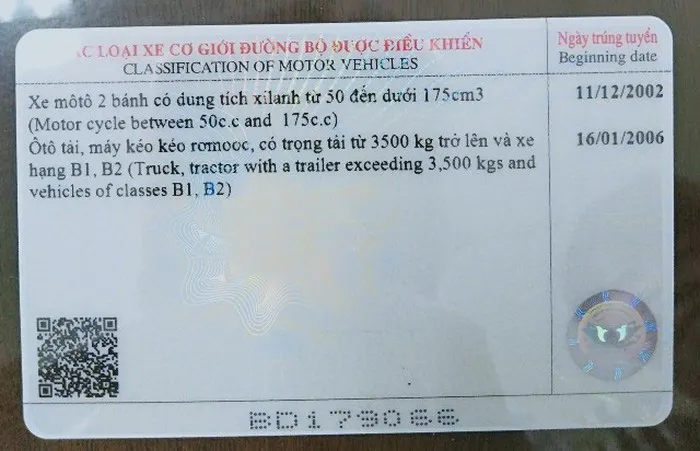 ÁC LOẠI XE CƠ GIỚI ĐƯỜNG BỘ ĐƯỢC ĐIỀU KHIỂN
CLASSIFICATION OF MOTOR VEHICLES
Ngày trúng tuyển
Beginning date
Xe môtô 2 bánh có dung tích xilanh từ 50 đến dưới 175cm3
(Motor cycle between 50c.c and 175c.c)
11/12/2002
Ôtô tải, máy kéo kéo rơmooc, có trọng tải từ 3500 kg trở lên và xe
hạng B1, B2 (Truck, tractor with a trailer exceeding 3,500 kgs and
vehicles of classes B1, B2)
16/01/2006
BD179066